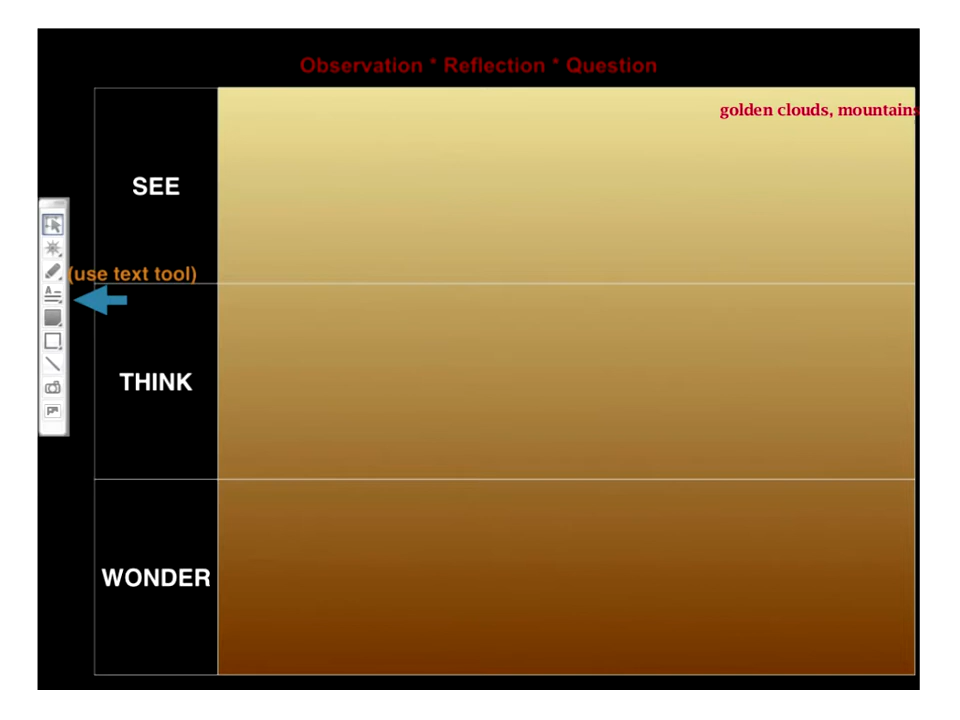 Observation * Reflection * Question
golden clouds, mountains
SEE
(use text tool)
THINK
WONDER